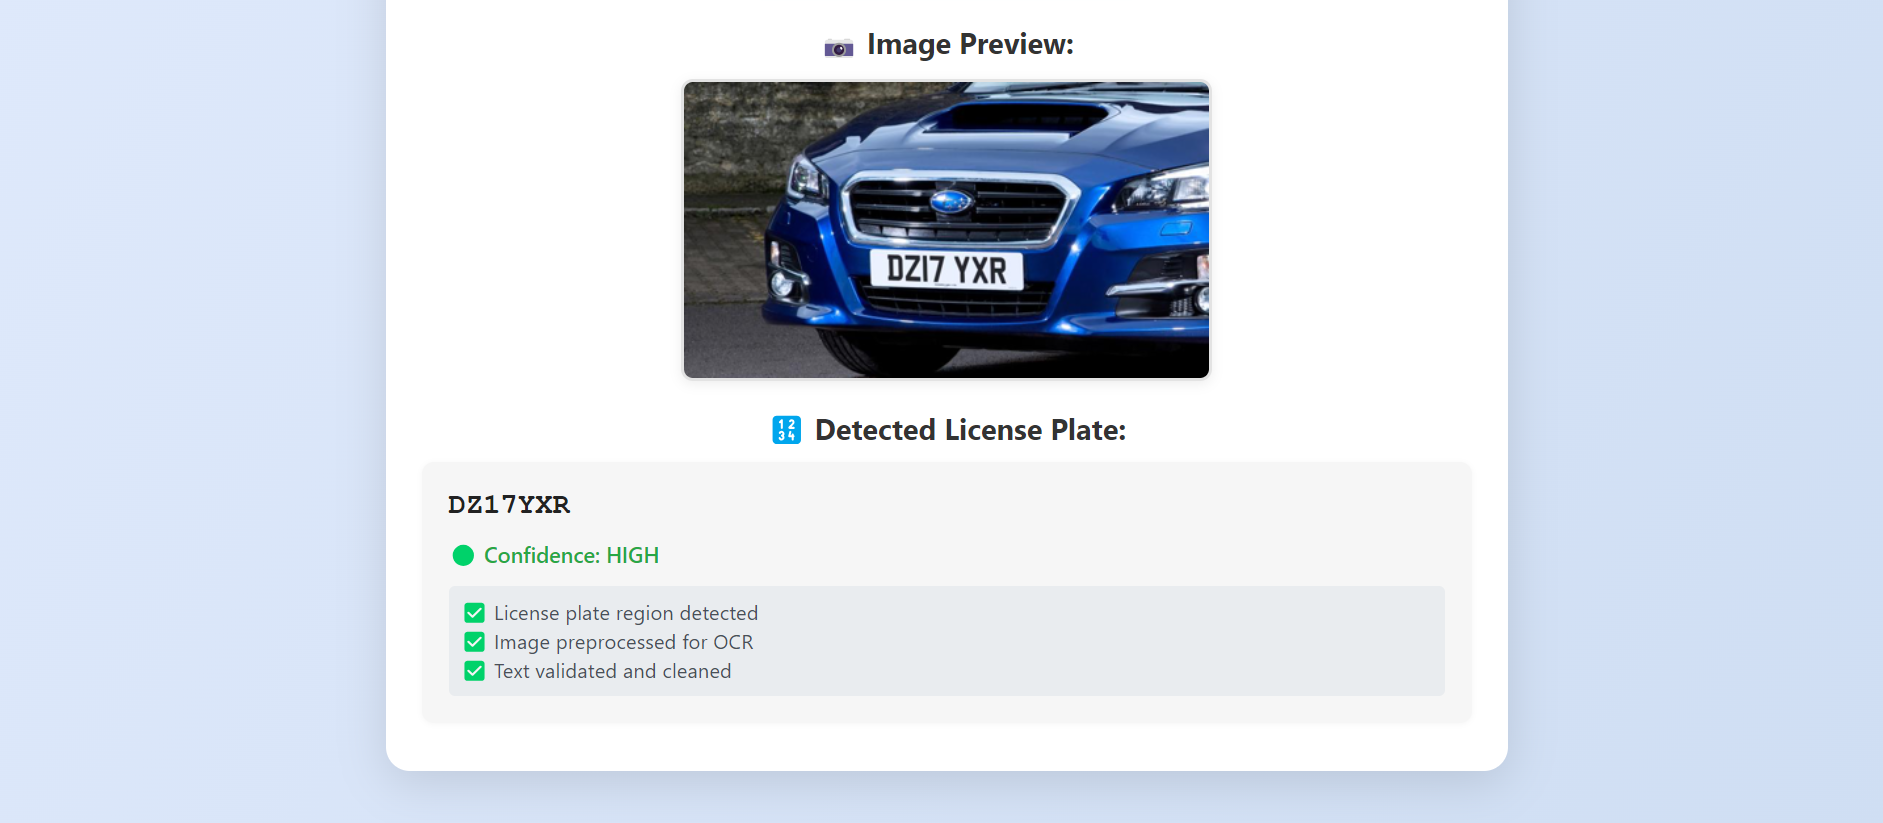 Image Preview:
DZ17 YXR
Detected License Plate:
DZ17YXR
Confidence: HIGH
License plate region detected
Image preprocessed for OCR
Text validated and cleaned